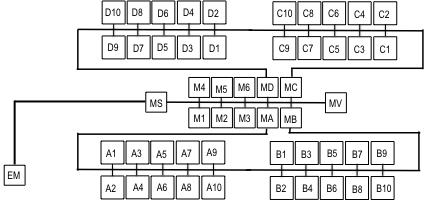 D10 D8 D6 D4 D2 C10 C8 C6 C4 C2
D9 D7 D5 D3 D1 C9 C7 C5 C3 C1
M4 M5 M6 MD MC
MS MV
M1 M2 M3 MA MB
A1 A3 A5 A7 A9 B1 B3 B5 B7 B9
EM
A2 A4 A6 A8 A10 B2 B4 B6 B8 B10